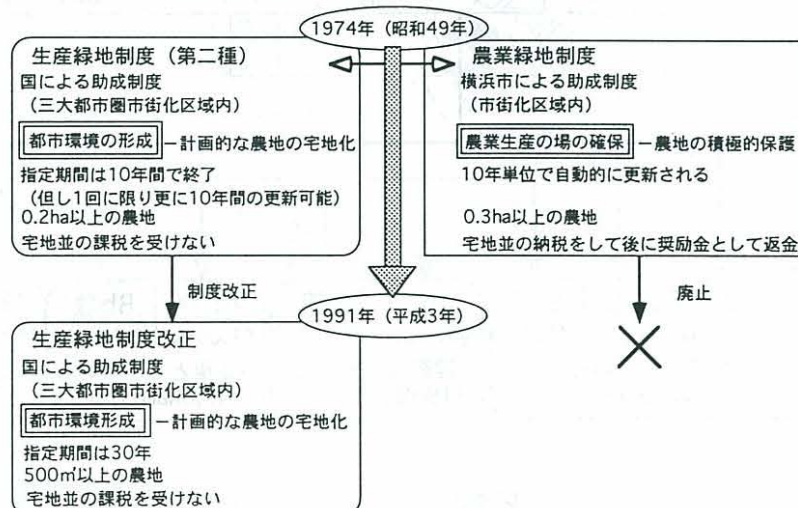 1974年（昭和49年）
生産緑地制度（第二種）
国による助成制度
（三大都市圏市街化区域内）
都市環境の形成 －計画的な農地の宅地化
指定期間は10年間で終了
（但し1回に限り更に10年間の更新可能）
0.2ha以上の農地
宅地並の課税を受けない
農業緑地制度
横浜市による助成制度
（市街化区域内）
農業生産の場の確保 －農地の積極的保護
10年単位で自動的に更新される
0.3ha以上の農地
宅地並の納税をして後に奨励金として返金
制度改正
廃止
1991年（平成3年）
生産緑地制度改正
国による助成制度
（三大都市圏市街化区域内）
都市環境形成 －計画的な農地の宅地化
指定期間は30年
500㎡以上の農地
宅地並の課税を受けない